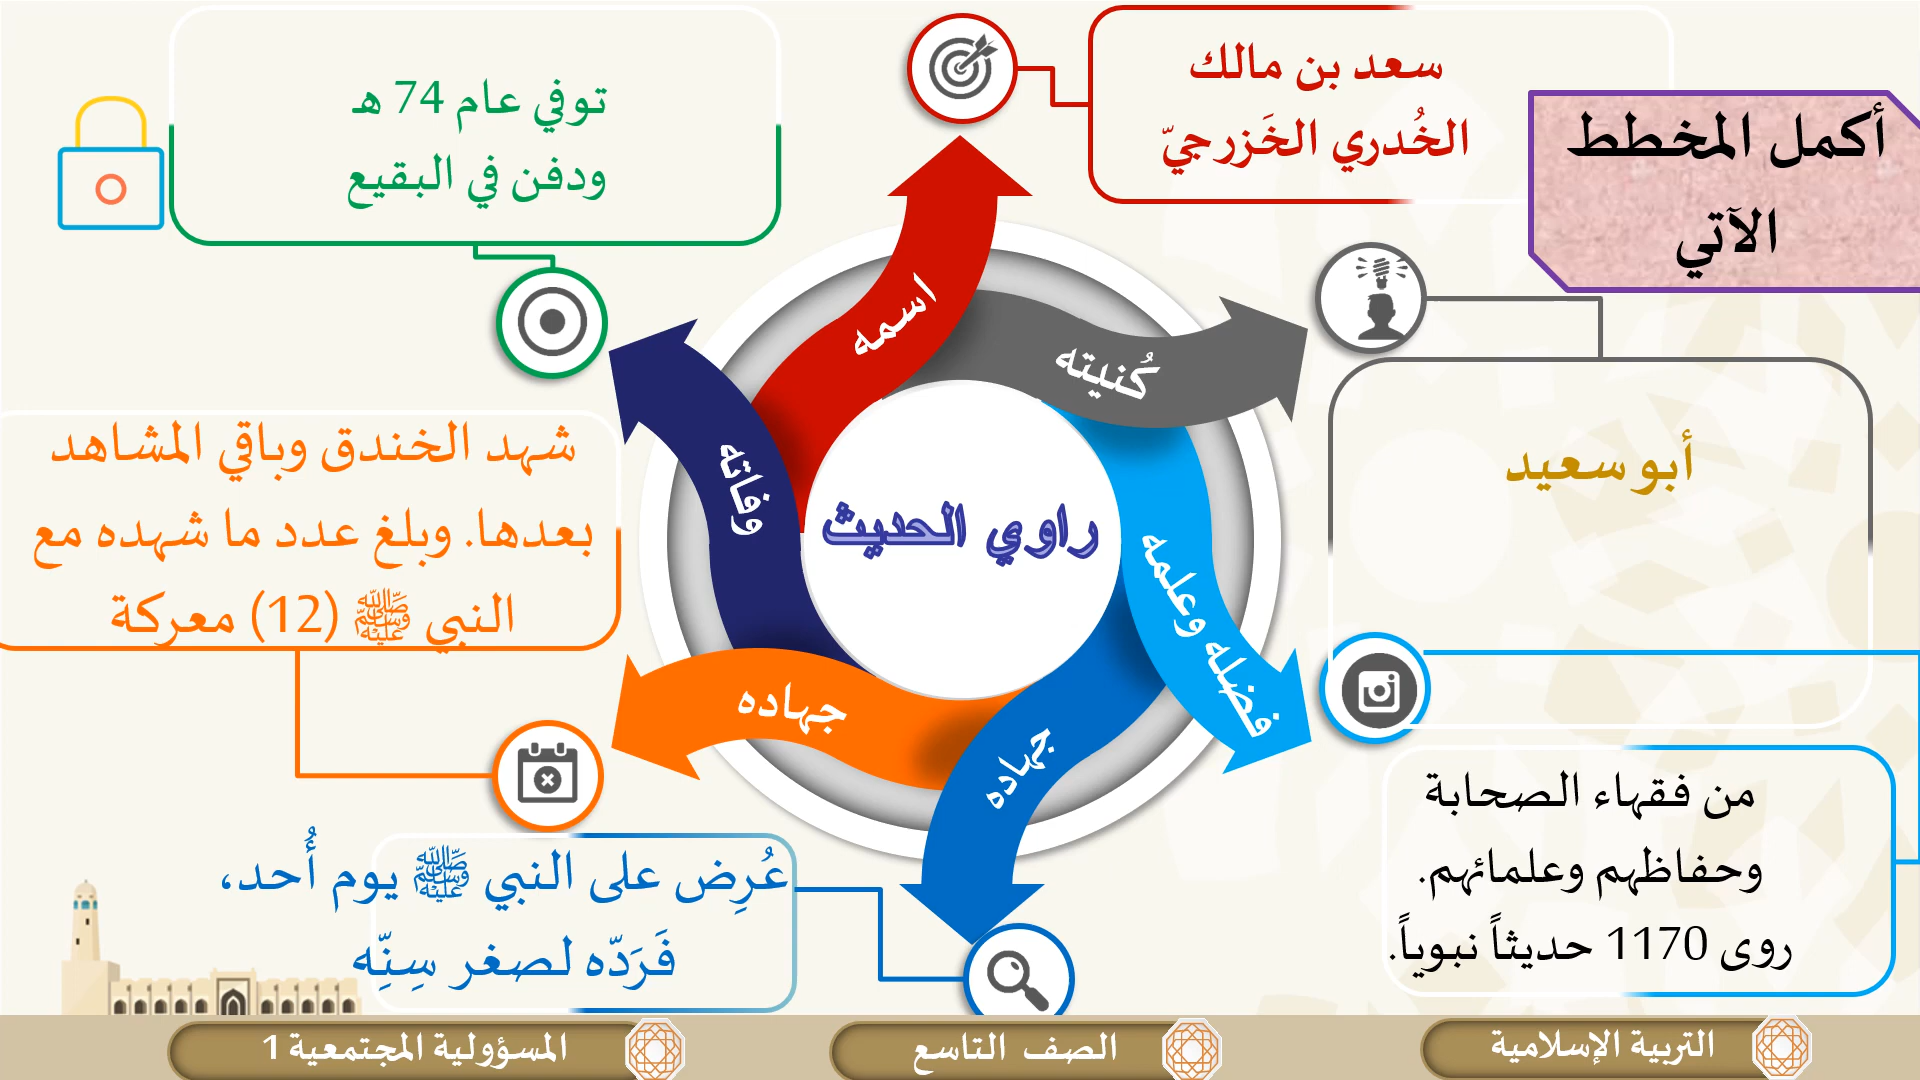 أكمل المخطط
الآتي
سعد بن مالك
الخُدري الخَزرجيّ
توفي عام 74 هـ
ودفن في البقيع
اسمه
كُنيته
أبو سعيد
وفاته
راوي الحديث
فضله وعلمه
شهد الخندق وباقي المشاهد
بعدها. وبلغ عدد ما شهده مع
النبي ﷺ (12) معركة
جهاده
جهاده
من فقهاء الصحابة
وحفاظهم وعلمائهم.
روى 1170 حديثاً نبوياً.
عُرِض على النبي ﷺ يوم أُحد،
فَرَدّه لصغر سِنِّه
التربية الإسلامية
الصف التاسع
المسؤولية المجتمعية 1